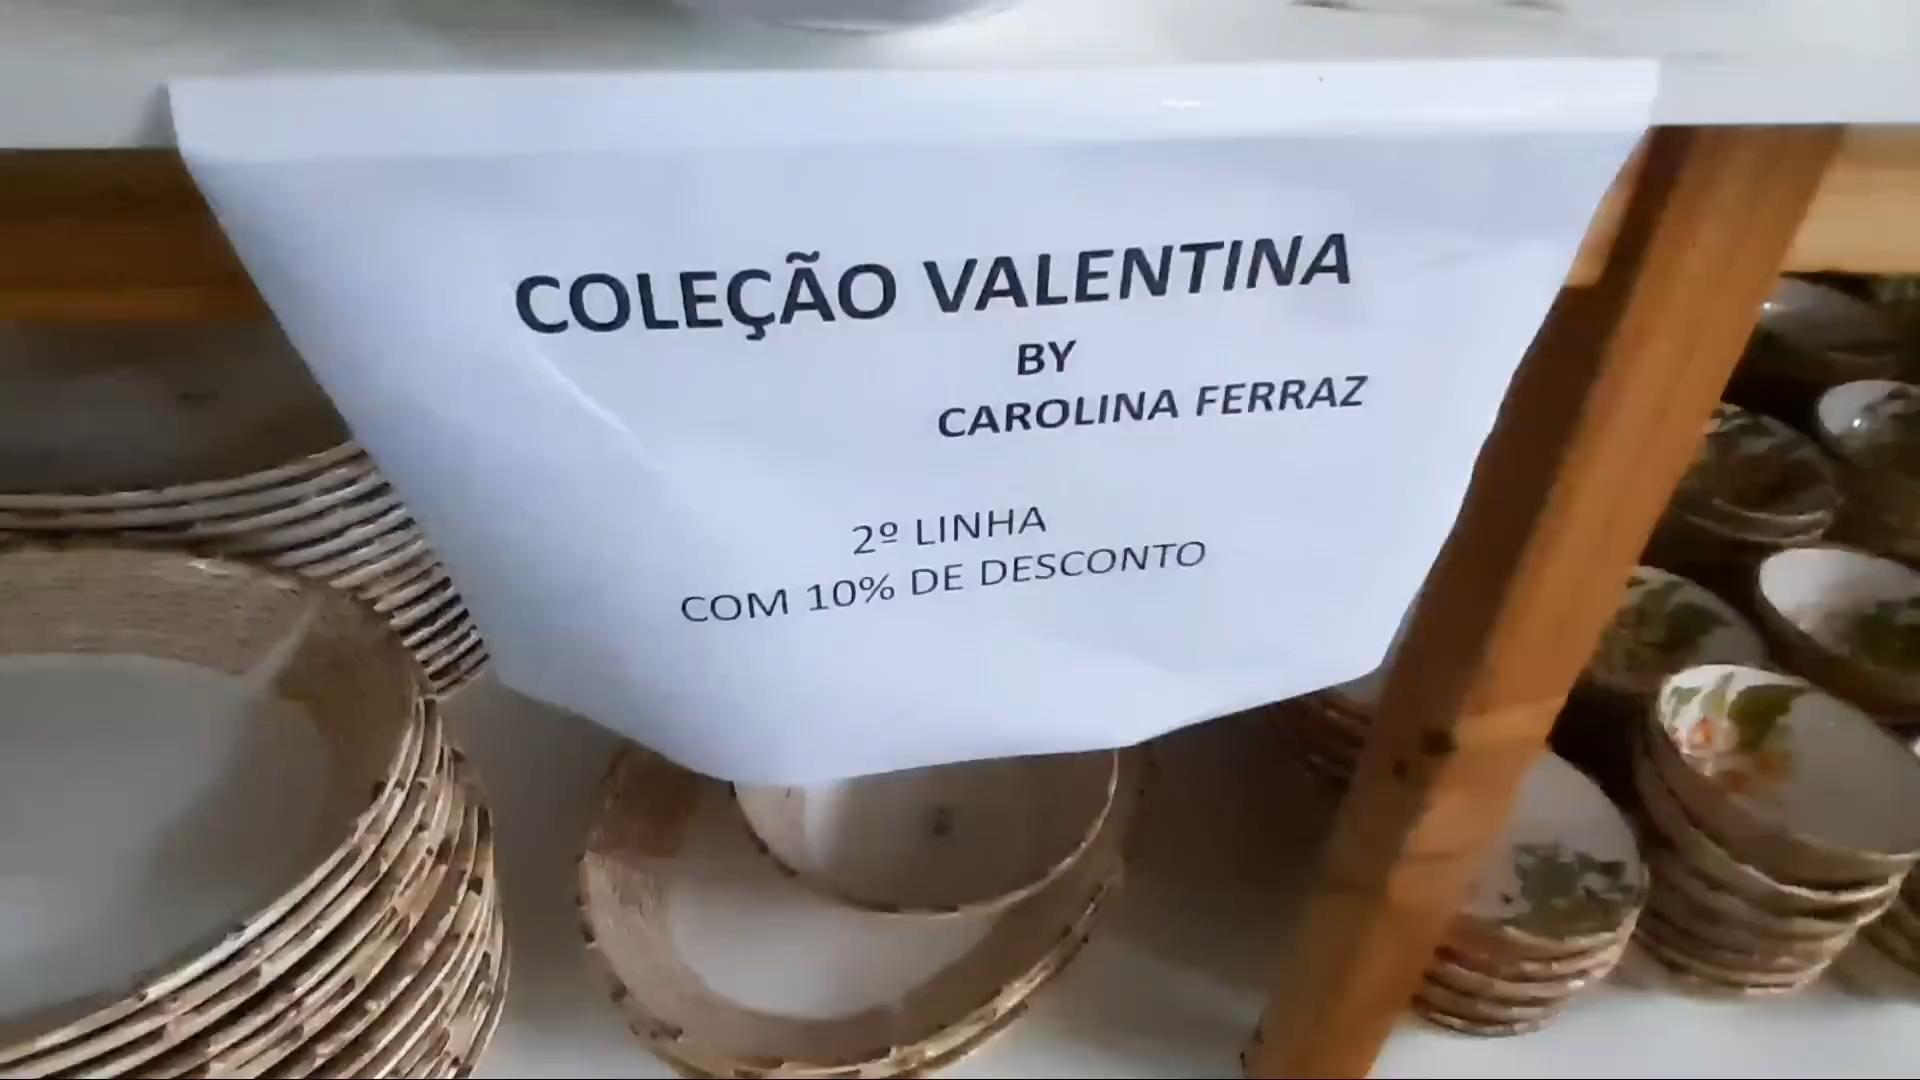 COLEÇÃO VALENTINA
BY
CAROLINA FERRAZ
2º LINHA
COM 10% DE DESCONTO